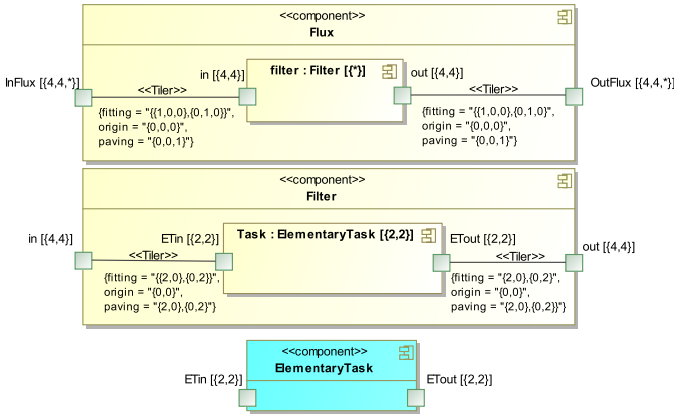 <<component>>
Flux
InFlux [{4,4,*}]
in [{4,4}]
filter : Filter [{*}]
out [{4,4}]
OutFlux [{4,4,*}]
<<Tiler>>
{fitting = "{{1,0,0},{0,1,0}}",
origin = "{0,0,0}",
paving = "{0,0,1}"}
<<Tiler>>
{fitting = "{{1,0,0},{0,1,0}"
origin = "{0,0,0}",
paving = "{0,0,1}"}
<<component>>
Filter
in [{4,4}]
ETin [{2,2}]
Task : ElementaryTask [{2,2}]
ETout [{2,2}]
out [{4,4}]
<<Tiler>>
{fitting = "{{2,0},{0,2}}",
origin = "{0,0}",
paving = "{2,0},{0,2}"}
<<Tiler>>
{fitting = "{2,0},{0,2}",
origin = "{0,0}",
paving = "{2,0},{0,2}}"}
<<component>>
ElementaryTask
ETin [{2,2}]
ETout [{2,2}]